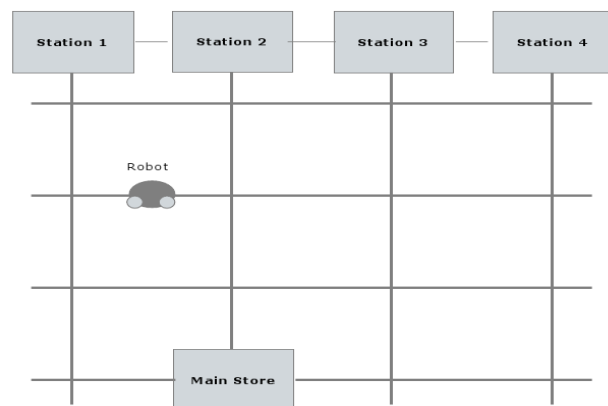 Station 1
Station 2
Station 3
Station 4
Robot
Main Store